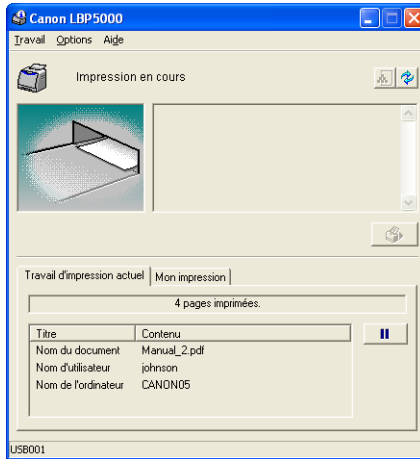 Canon LBP5000
Travail Options Aide
Impression en cours
Travail d'impression actuel Mon impression
4 pages imprimées.
Titre Contenu
Nom du document Manual_2.pdf
Nom d'utilisateur johnson
Nom de l'ordinateur CANON05
USB001